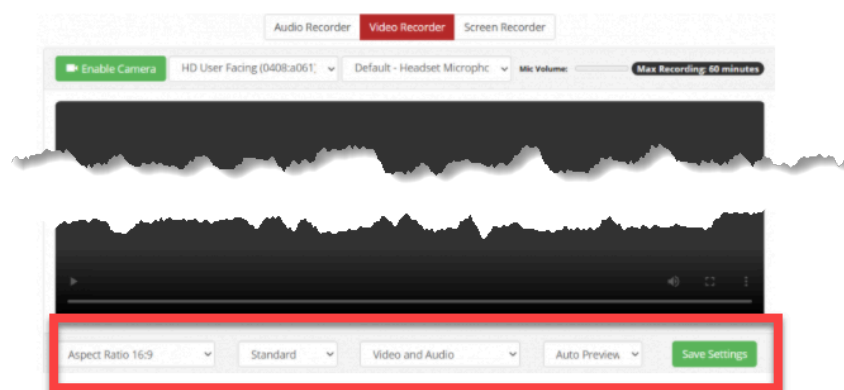 Audio Recorder Video Recorder Screen Recorder
Enable Camera HD User Facing (0408:a061; Default - Headset Microphc Mic Volume: Max Recording: 60 minutes
Aspect Ratio 16:9 Standard Video and Audio Auto Preview Save Settings